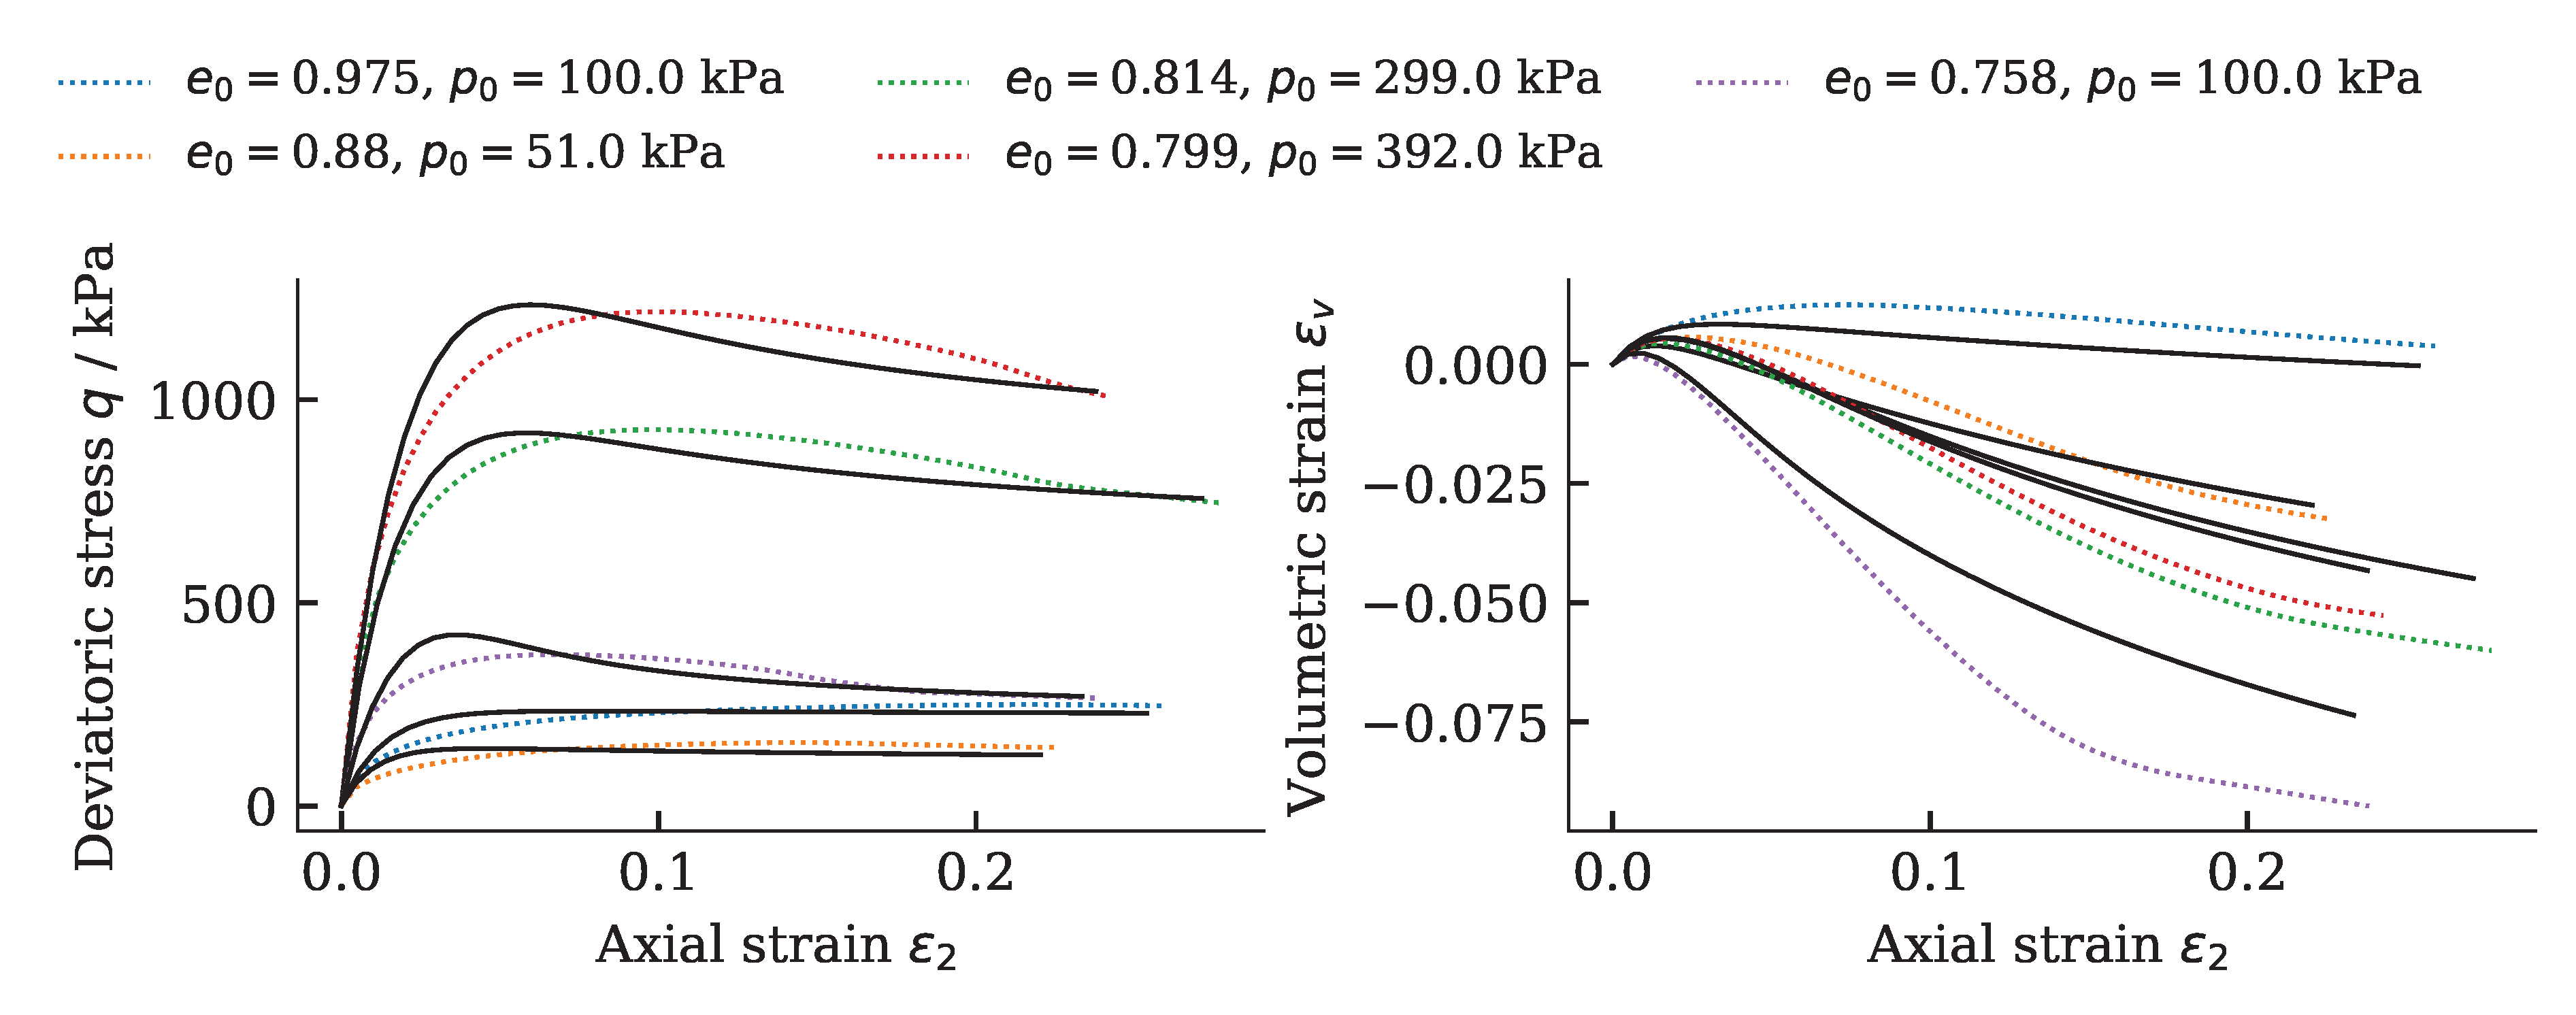 e₀ = 0.975, p₀ = 100.0 kPa
e₀ = 0.88, p₀ = 51.0 kPa
e₀ = 0.814, p₀ = 299.0 kPa
e₀ = 0.799, p₀ = 392.0 kPa
e₀ = 0.758, p₀ = 100.0 kPa
Deviatoric stress q / kPa
1000
500
0
0.0 0.1 0.2
Axial strain ε₂
Volumetric strain εᵥ
0.000
−0.025
−0.050
−0.075
0.0 0.1 0.2
Axial strain ε₂